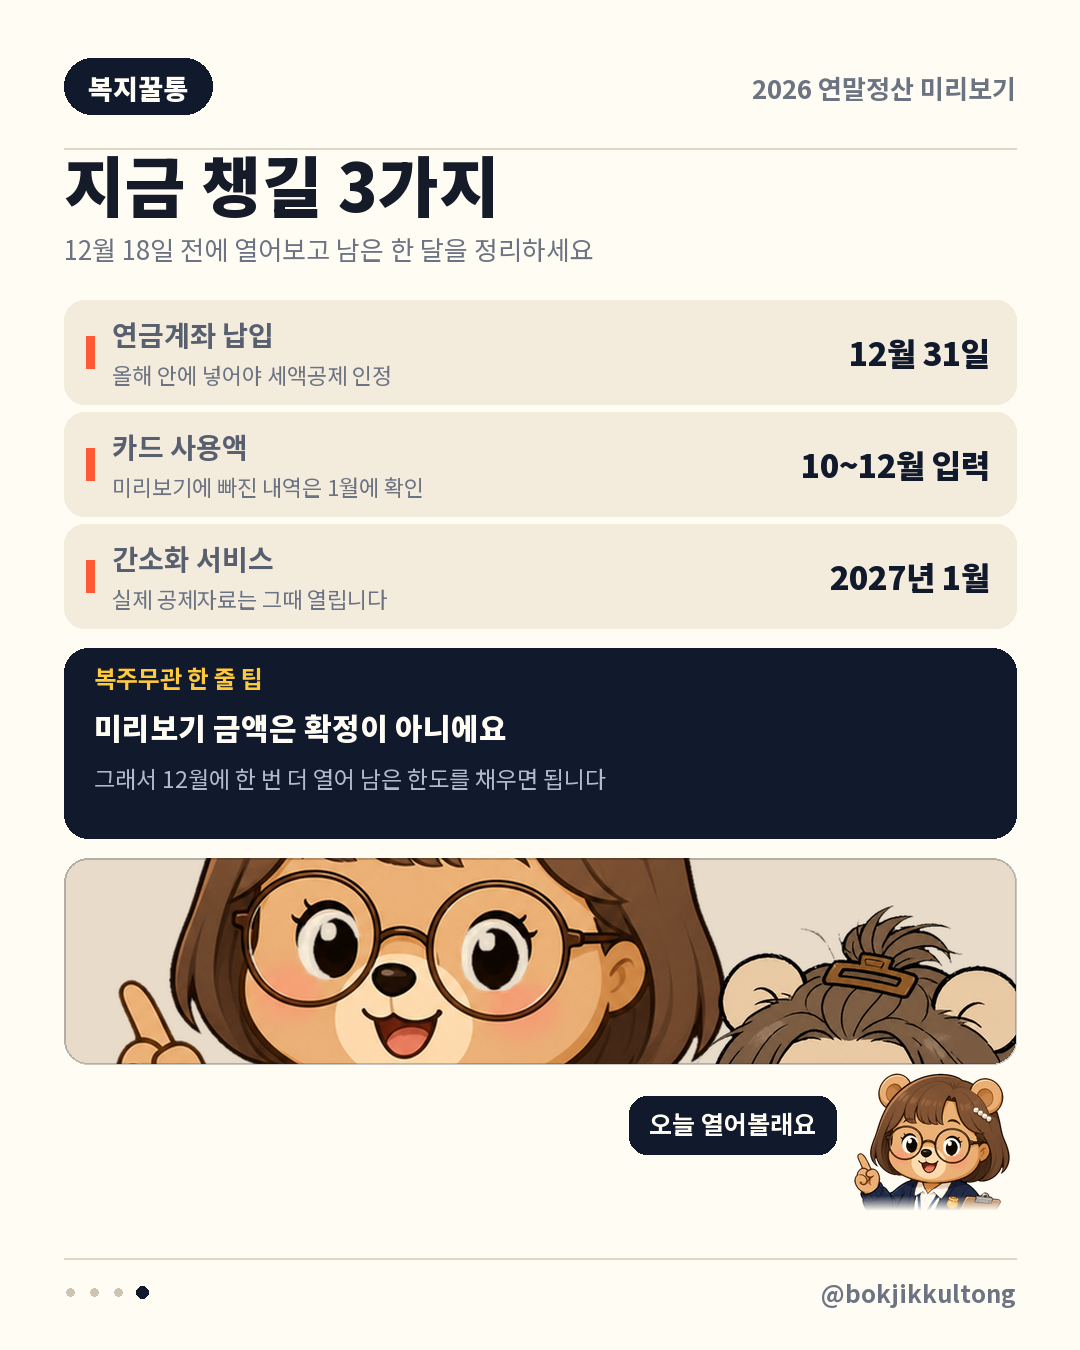 복지꿀통
2026 연말정산 미리보기
지금 챙길 3가지
12월 18일 전에 열어보고 남은 한 달을 정리하세요
연금계좌 납입
올해 안에 넣어야 세액공제 인정
12월 31일
카드 사용액
미리보기에 빠진 내역은 1월에 확인
10~12월 입력
간소화 서비스
실제 공제자료는 그때 열립니다
2027년 1월
복주무관 한 줄 팁
미리보기 금액은 확정이 아니에요
그래서 12월에 한 번 더 열어 남은 한도를 채우면 됩니다
오늘 열어볼래요
@bokjikkultong